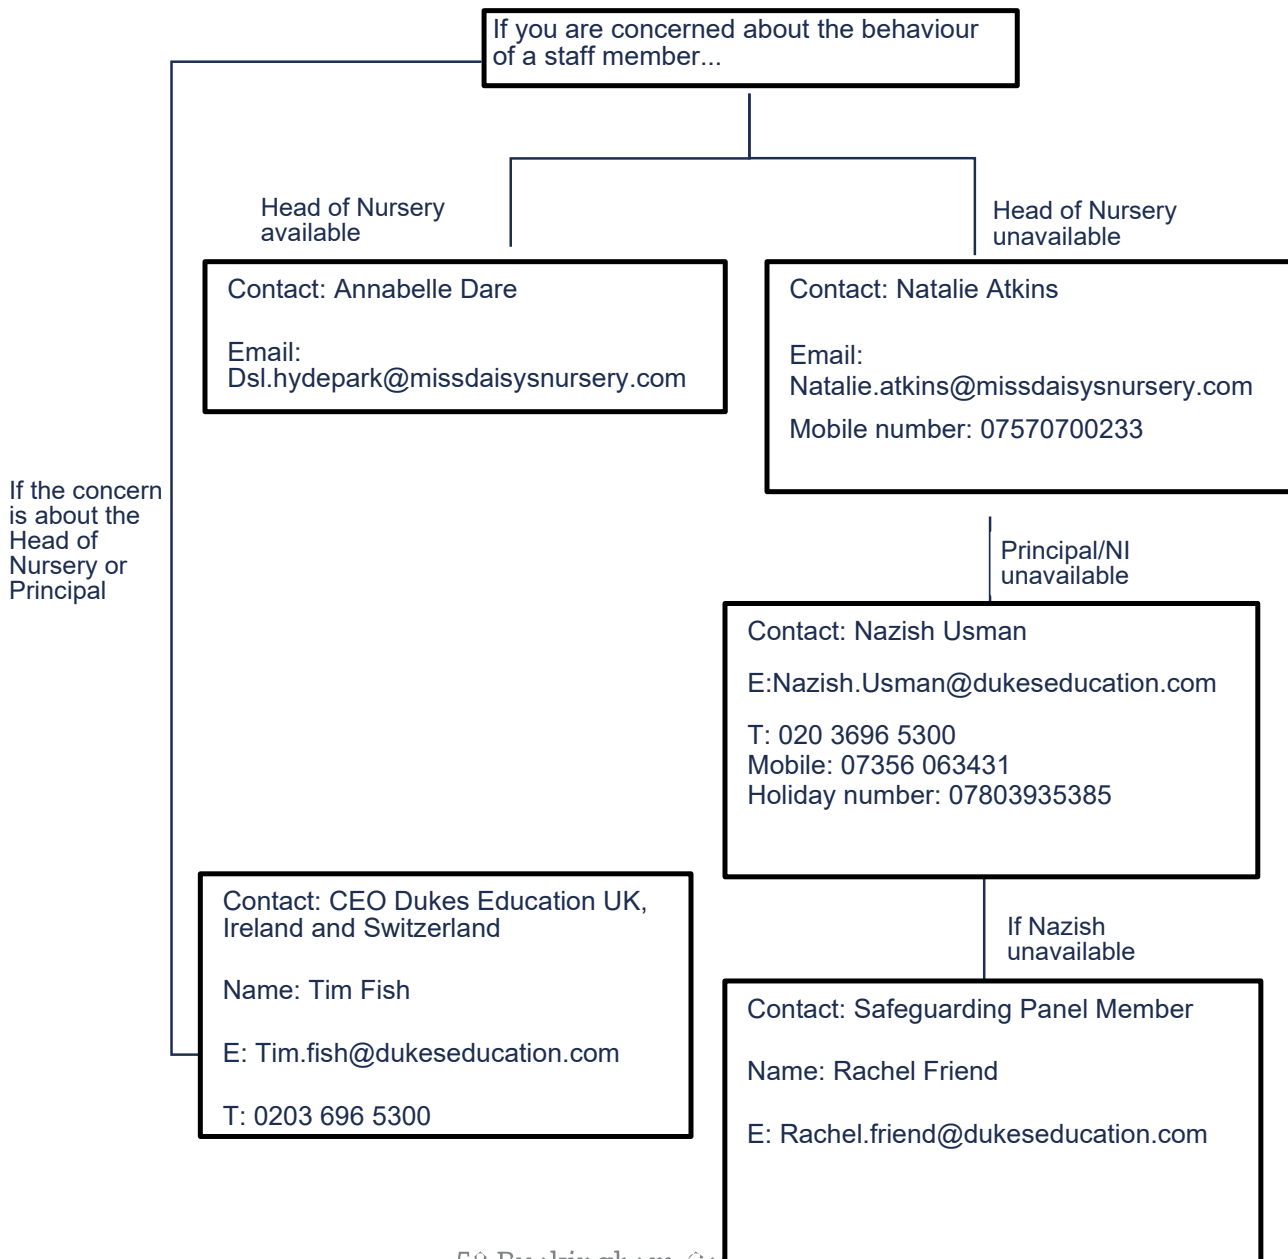 If you are concerned about the behaviour
of a staff member...
Head of Nursery
available
Head of Nursery
unavailable
Contact: Annabelle Dare
Email:
Dsl.hydepark@missdaisysnursery.com
Contact: Natalie Atkins
Email:
Natalie.atkins@missdaisysnursery.com
Mobile number: 07570700233
If the concern
is about the
Head of
Nursery or
Principal
Principal/NI
unavailable
Contact: Nazish Usman
E:Nazish.Usman@dukeseducation.com
T: 020 3696 5300
Mobile: 07356 063431
Holiday number: 07803935385
Contact: CEO Dukes Education UK,
Ireland and Switzerland
Name: Tim Fish
E: Tim.fish@dukeseducation.com
T: 0203 696 5300
If Nazish
unavailable
Contact: Safeguarding Panel Member
Name: Rachel Friend
E: Rachel.friend@dukeseducation.com